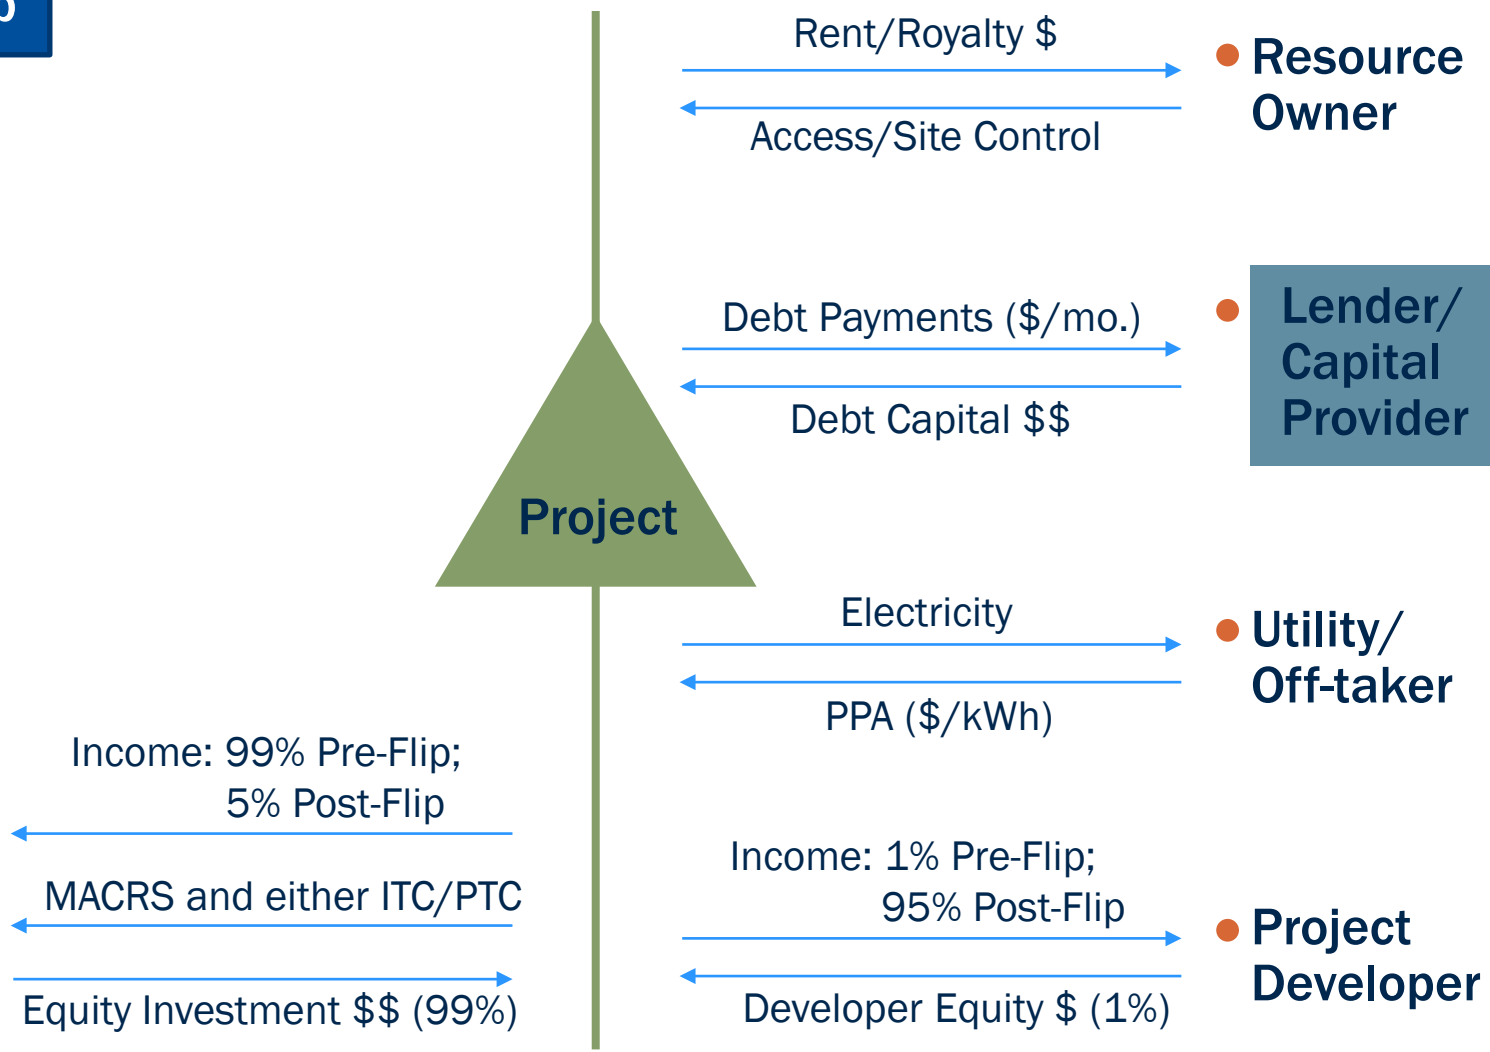 Rent/Royalty $
Resource
Owner
Access/Site Control
Debt Payments ($/mo.)
Debt Capital $$
Lender/
Capital
Provider
Project
Electricity
PPA ($/kWh)
Utility/
Off-taker
Income: 99% Pre-Flip;
5% Post-Flip
MACRS and either ITC/PTC
Equity Investment $$ (99%)
Income: 1% Pre-Flip;
95% Post-Flip
Developer Equity $ (1%)
Project
Developer